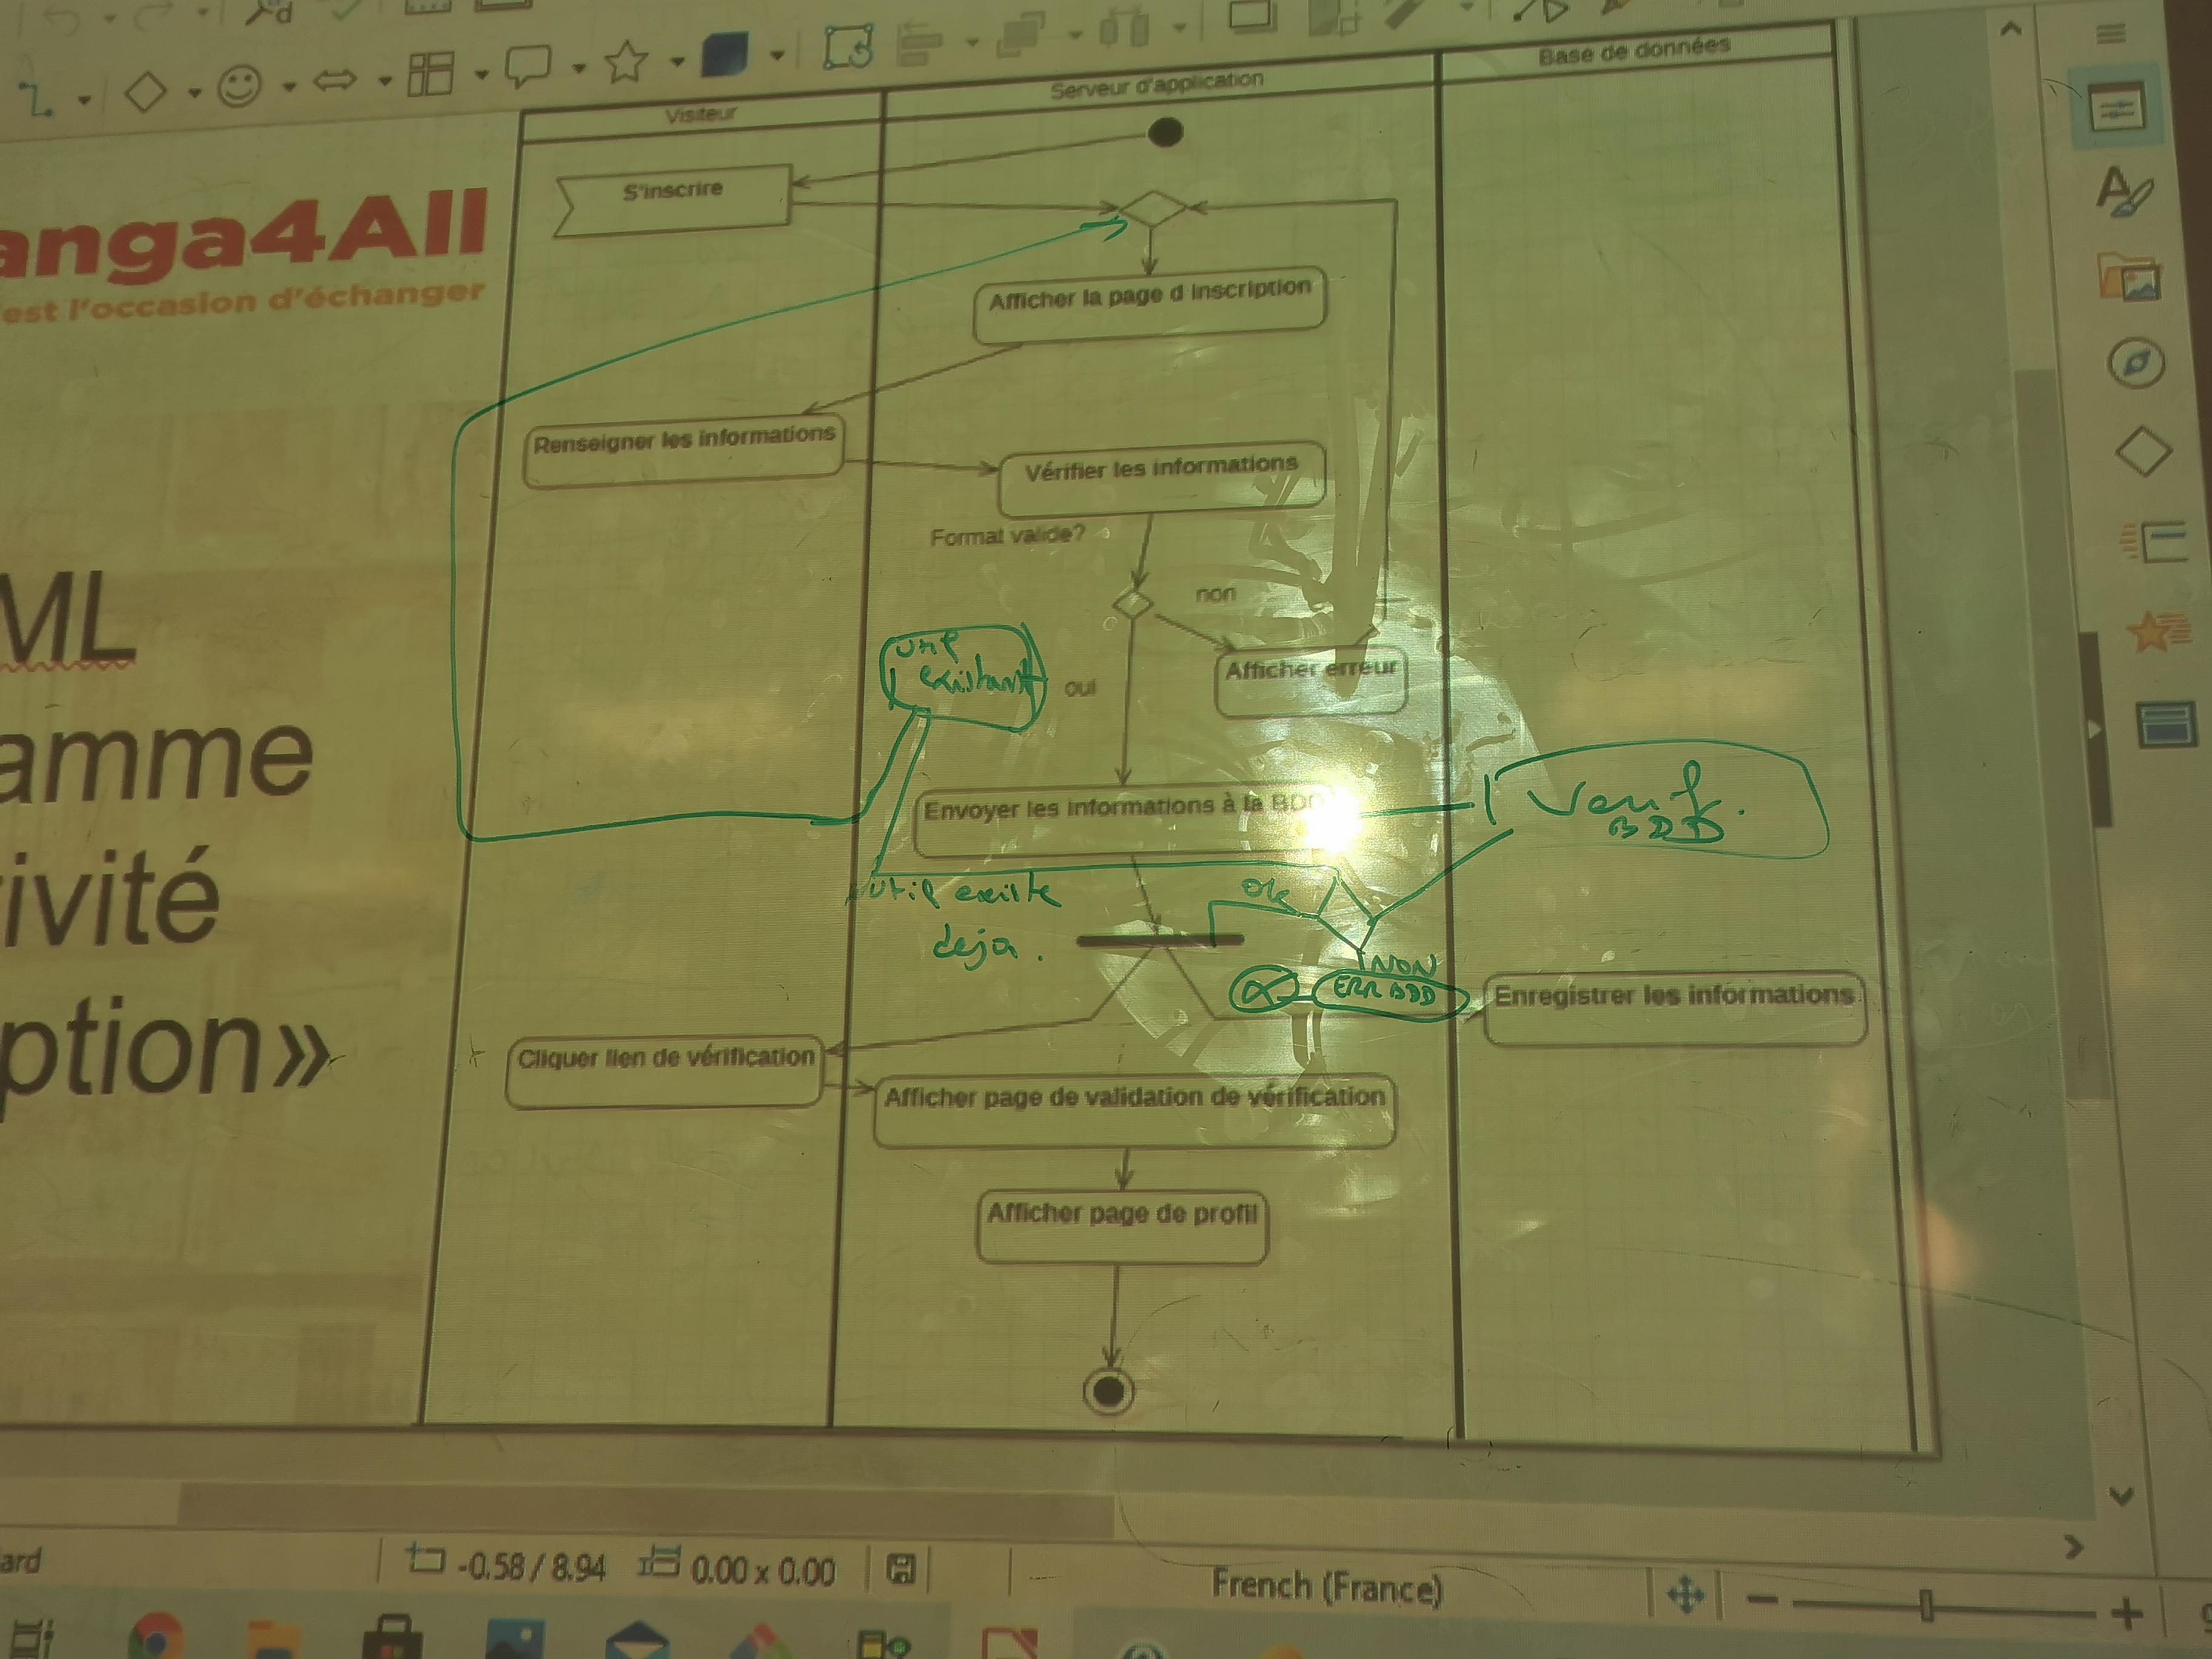 Visiteur
Serveur d'application
Base de données
S'inscrire
anga4All
est l'occasion d'échanger
Afficher la page d inscription
Renseigner les informations
Vérifier les informations
Format valide?
non
ML
oui
Afficher erreur
existant
amme
Envoyer les informations à la
Verif.
BDD
ivité
util existe
deja.
ok
NON
ERR BDD
Enregistrer les informations
ption»
Cliquer lien de vérification
Afficher page de validation de vérification
Afficher page de profil
ard
-0.58 / 8.94
0.00 x 0.00
French (France)